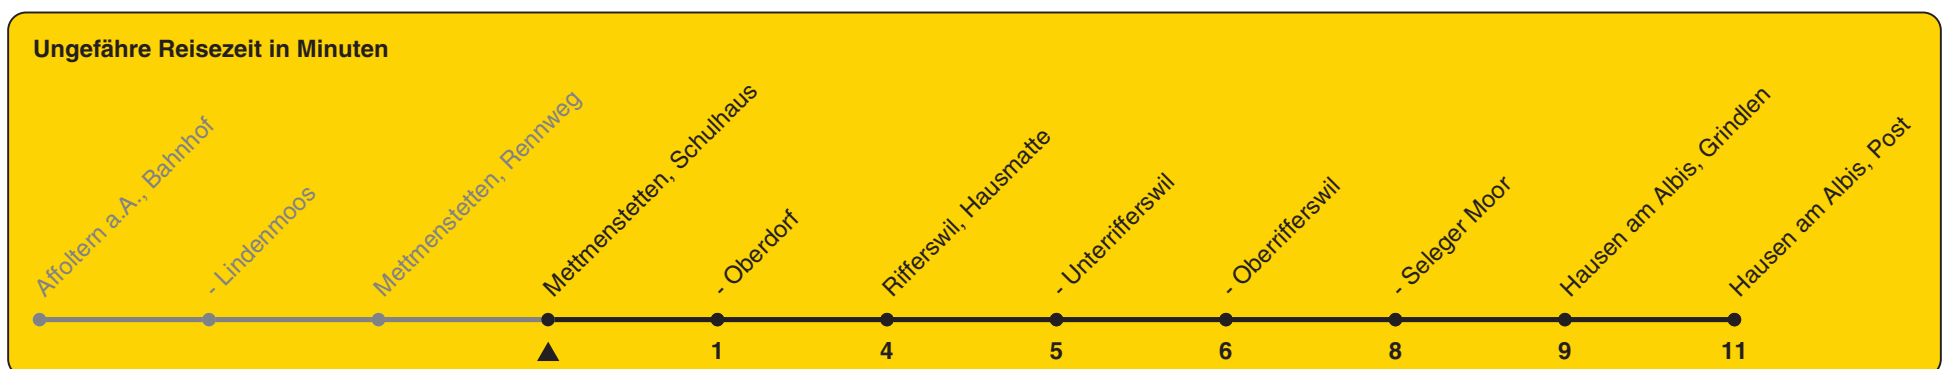 Ungefähre Reisezeit in Minuten
Affoltern a.A., Bahnhof
- Lindenmoos
Mettmenstetten, Rennweg
Mettmenstetten, Schulhaus
- Oberdorf
Rifferswil, Hausmatte
- Unterrifferswil
- Oberrifferswil
- Seleger Moor
Hausen am Albis, Grindlen
Hausen am Albis, Post
1 4 5 6 8 9 11